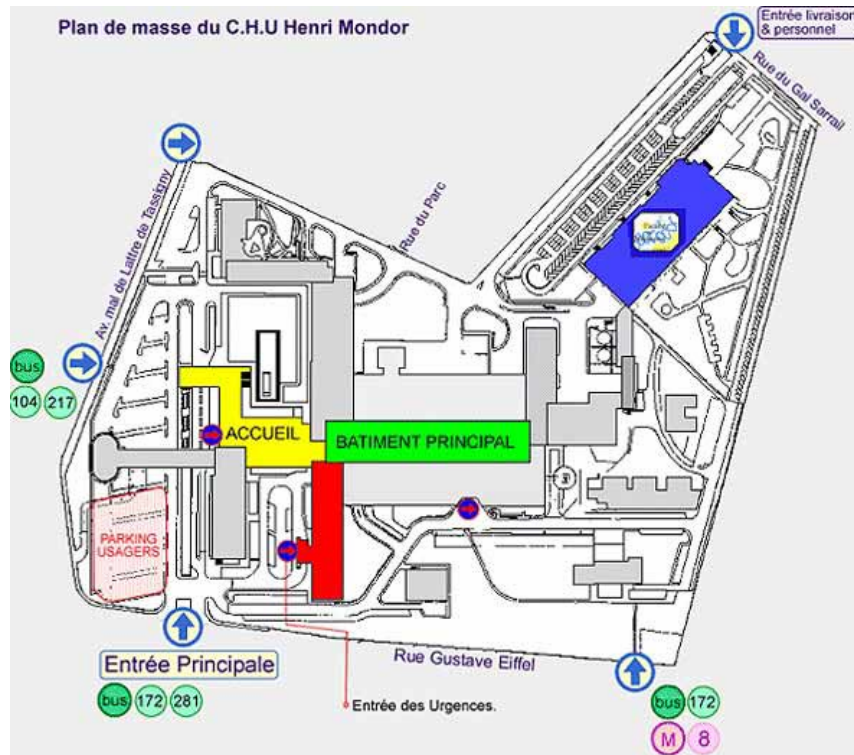 Plan de masse du C.H.U Henri Mondor
Entrée livraison
& personnel
Rue du Gal Sarrail
Av. mal de Lattre de Tassigny
Rue du Parc
bus
104 217
ACCUEIL
BATIMENT PRINCIPAL
PARKING
USAGERS
Entrée Principale
bus 172 281
Rue Gustave Eiffel
Entrée des Urgences.
bus 172
M 8